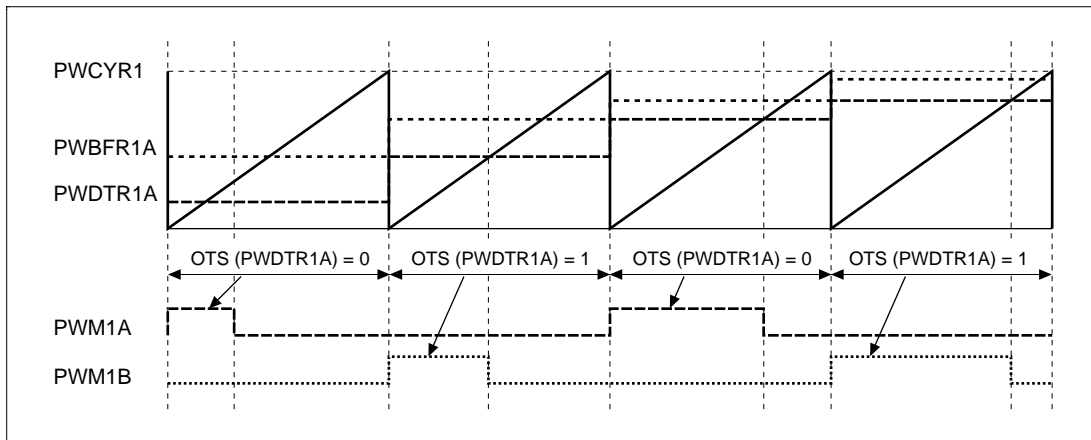 PWCYR1
PWBFR1A
PWDTR1A
OTS (PWDTR1A) = 0
OTS (PWDTR1A) = 1
OTS (PWDTR1A) = 0
OTS (PWDTR1A) = 1
PWM1A
PWM1B